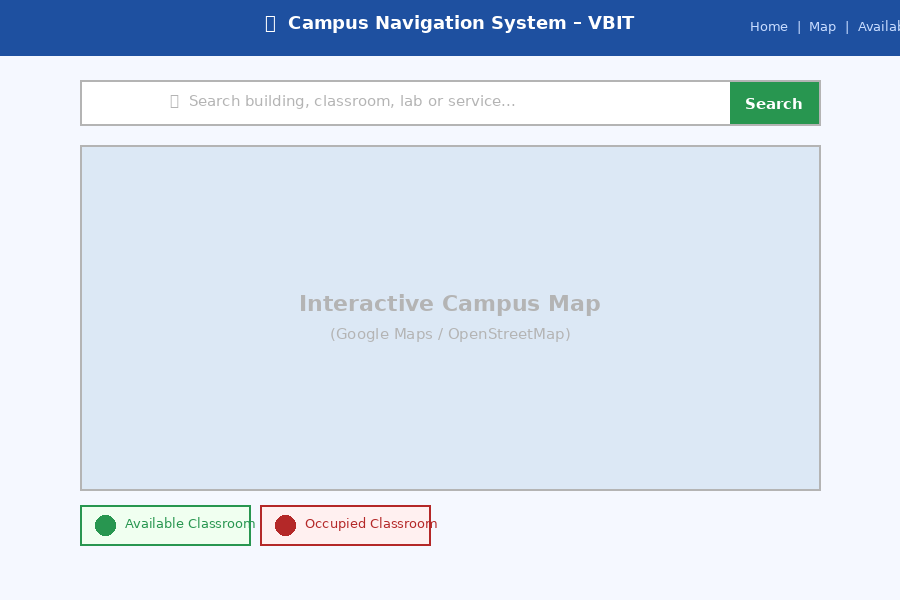 Campus Navigation System – VBIT
Home | Map | Availab
Search building, classroom, lab or service...
Search
Interactive Campus Map
(Google Maps / OpenStreetMap)
Available Classroom
Occupied Classroom